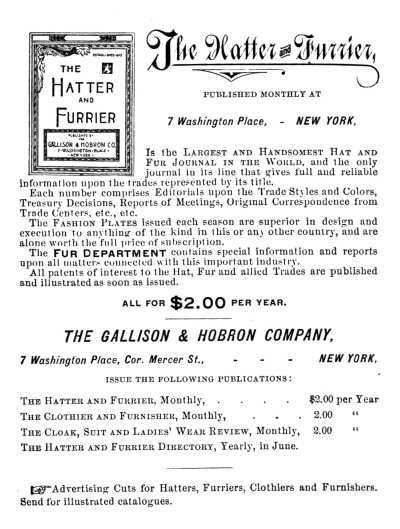 ESTABLISHED
THE
HATTER
AND
FURRIER
PUBLISHED BY
GALLISON & HOBRON CO.
7 WASHINGTON PLACE
NEW YORK
The Hatter and Furrier,
PUBLISHED MONTHLY AT
7 Washington Place, - NEW YORK,
Is the Largest and Handsomest Hat and
Fur Journal in the World, and the only
journal in its line that gives full and reliable
information upon the trades represented by its title.
Each number comprises Editorials upon the Trade Styles and Colors,
Treasury Decisions, Reports of Meetings, Original Correspondence from
Trade Centers, etc., etc.
The Fashion Plates issued each season are superior in design and
execution to anything of the kind in this or any other country, and are
alone worth the full price of subscription.
The FUR DEPARTMENT contains special information and reports
upon all matters connected with this important industry.
All patents of interest to the Hat, Fur and allied Trades are published
and illustrated as soon as issued.
ALL FOR $2.00 PER YEAR.
THE GALLISON & HOBRON COMPANY,
7 Washington Place, Cor. Mercer St., - - - NEW YORK,
ISSUE THE FOLLOWING PUBLICATIONS:
The Hatter and Furrier, Monthly, . . . . $2.00 per Year
The Clothier and Furnisher, Monthly, . . . 2.00 "
The Cloak, Suit and Ladies' Wear Review, Monthly, 2.00 "
The Hatter and Furrier Directory, Yearly, in June.
☞Advertising Cuts for Hatters, Furriers, Clothiers and Furnishers.
Send for illustrated catalogues.